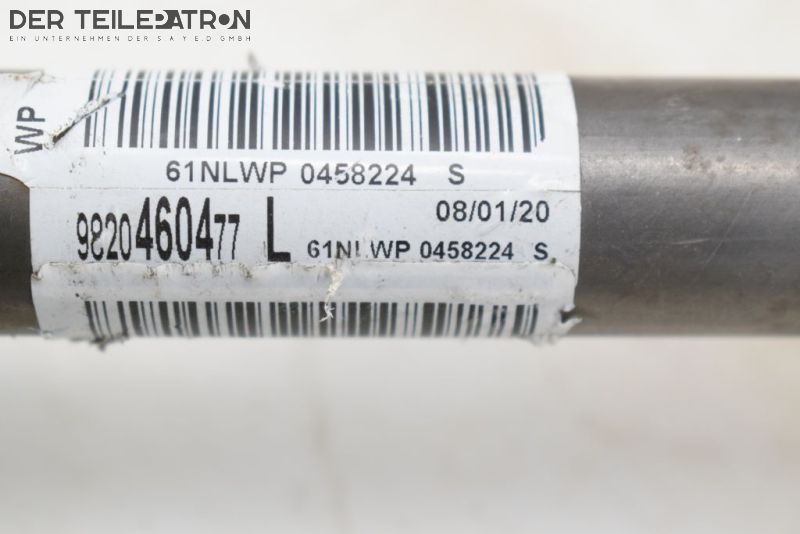 DER TEILEPATRON
EIN UNTERNEHMEN DER S A Y E.D GMBH
WP
61NLWP 0458224 S
9820460477 L 08/01/20
61NLWP 0458224 S